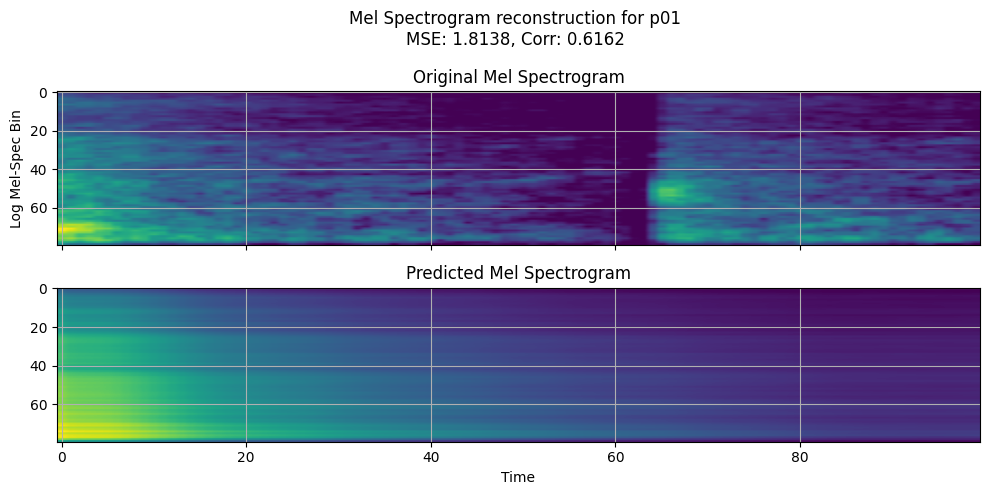 Mel Spectrogram reconstruction for p01
MSE: 1.8138, Corr: 0.6162
Original Mel Spectrogram
0
20
40
60
Log Mel-Spec Bin
Predicted Mel Spectrogram
0
20
40
60
0 20 40 60 80
Time